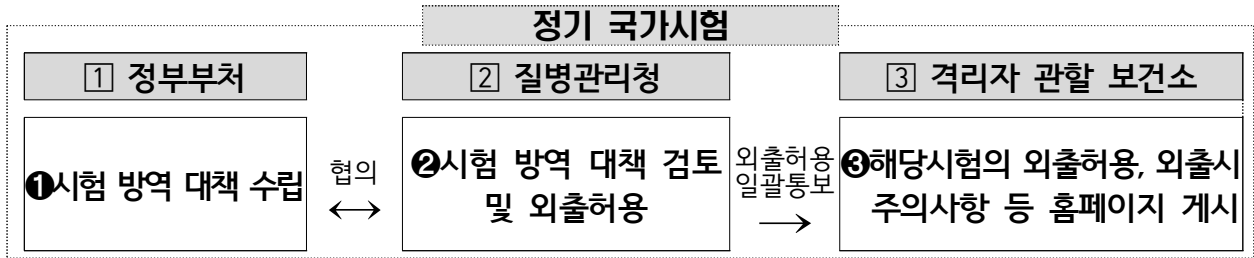 정기 국가시험
1 정부부처
2 질병관리청
3 격리자 관할 보건소
❶시험 방역 대책 수립
협의
↔
❷시험 방역 대책 검토
및 외출허용
외출허용
일괄통보
→
❸해당시험의 외출허용, 외출시
주의사항 등 홈페이지 게시